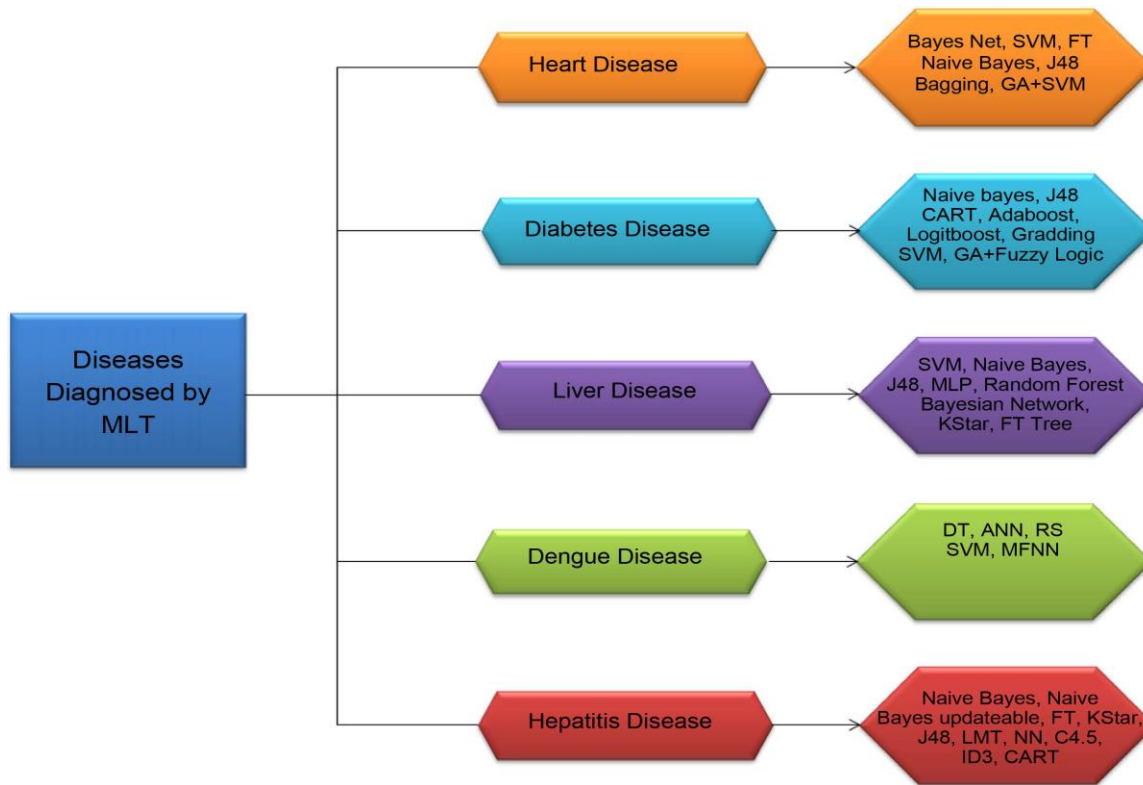 Diseases
Diagnosed by
MLT
Heart Disease
Bayes Net, SVM, FT
Naive Bayes, J48
Bagging, GA+SVM
Diabetes Disease
Naive bayes, J48
CART, Adaboost,
Logitboost, Gradding
SVM, GA+Fuzzy Logic
Liver Disease
SVM, Naive Bayes,
J48, MLP, Random Forest
Bayesian Network,
KStar, FT Tree
Dengue Disease
DT, ANN, RS
SVM, MFNN
Hepatitis Disease
Naive Bayes, Naive
Bayes updateable, FT, KStar,
J48, LMT, NN, C4.5,
ID3, CART